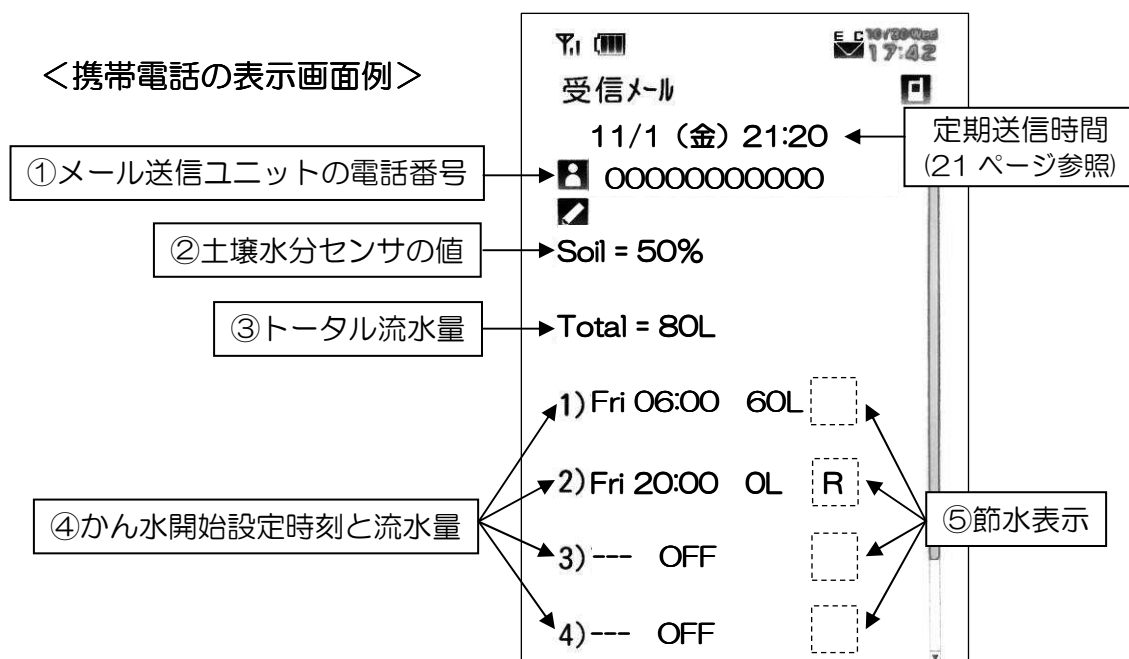 <携帯電話の表示画面例>
E C 10/30Wed
17:42
受信メール
11/1 (金) 21:20
定期送信時間
(21 ページ参照)
①メール送信ユニットの電話番号
00000000000
②土壌水分センサの値
Soil = 50%
③トータル流水量
Total = 80L
1) Fri 06:00 60L
2) Fri 20:00 0L R
④かん水開始設定時刻と流水量
⑤節水表示
3) --- OFF
4) --- OFF